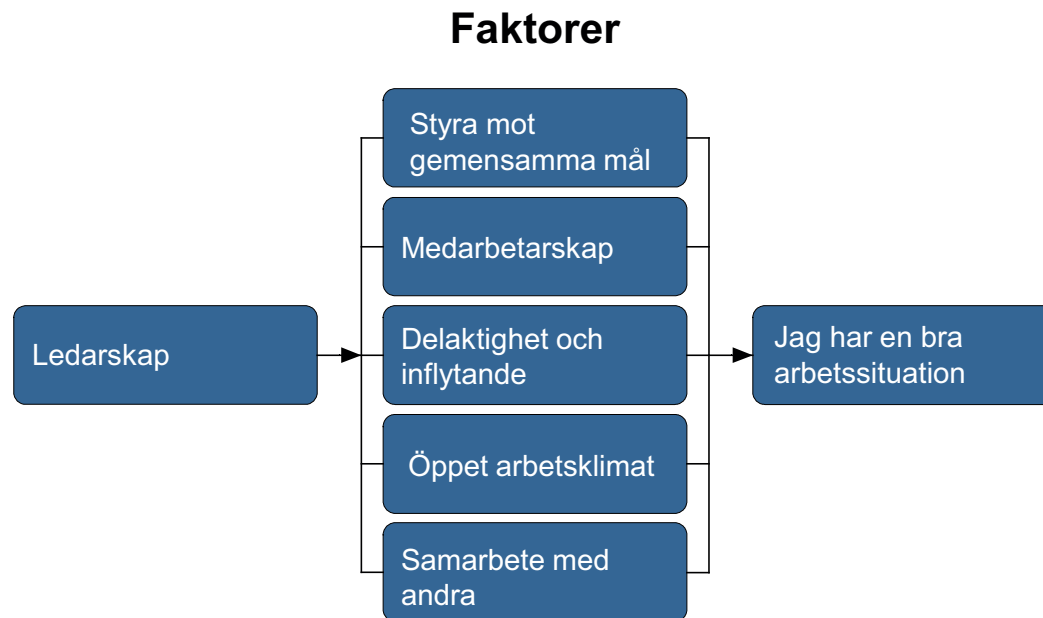 Faktorer
Styra mot
gemensamma mål
Medarbetarskap
Ledarskap
Delaktighet och
inflytande
Jag har en bra
arbetssituation
Öppet arbetsklimat
Samarbete med
andra